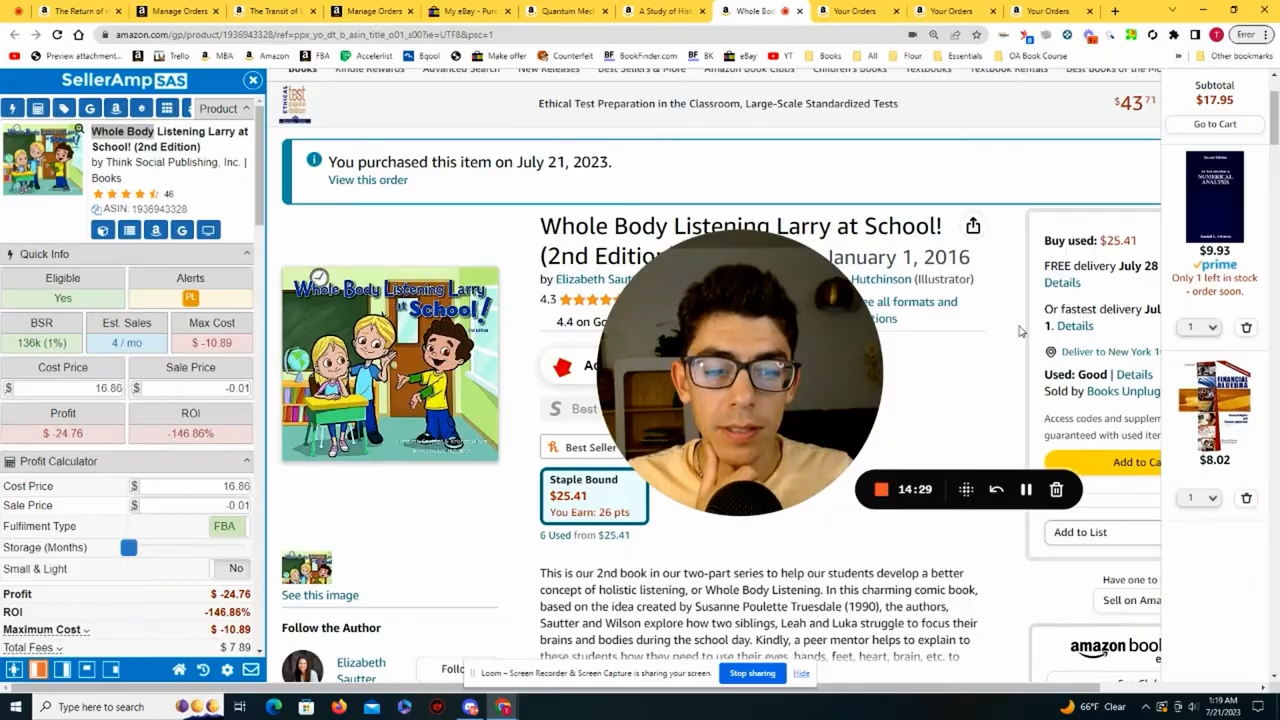 The Return of t
Manage Orders
The Transit of
Manage Orders
My eBay - Purc
Quantum Mech
A Study of Hist
Whole Bod
Your Orders
Your Orders
Your Orders
amazon.com/gp/product/1936943328/ref=ppx_yo_dt_b_asin_title_o01_s00?ie=UTF8&psc=1
Error
Preview attachment...
Trello
MBA
Amazon
FBA
Accelerlist
Bqool
Make offer
Counterfeit
BookFinder.com
BF
BK
eBay
YT
Books
All
Flour
Essentials
OA Book Course
Other bookmarks
SellerAmp SAS
Product
Whole Body Listening Larry at
School! (2nd Edition)
by Think Social Publishing, Inc. |
Books
46
ASIN: 1936943328
Quick Info
Eligible
Alerts
Yes
PL
BSR
Est. Sales
Max Cost
136k (1%)
4 / mo
$ -10.89
Cost Price
Sale Price
$ 16.86
$ -0.01
Profit
ROI
$ -24.76
-146.86%
Profit Calculator
Cost Price $ 16.86
Sale Price $ -0.01
Fulfilment Type FBA
Storage (Months)
Small & Light No
Profit $ -24.76
ROI -146.86%
Maximum Cost $ -10.89
Total Fees $ 7.89
Books
Kindle Rewards
Advanced Search
New Releases
Best Sellers & More
Amazon Book Clubs
Children's Books
Textbooks
Textbook Rentals
Best Books of the Mo
Ethical Test Preparation in the Classroom, Large-Scale Standardized Tests
$43 71
You purchased this item on July 21, 2023.
View this order
Whole Body Listening Larry at School!
(2nd Edition January 1, 2016
by Elizabeth Saut Hutchinson (Illustrator)
4.3
ee all formats and
tions
4.4 on Go
Best
Best Seller
Staple Bound
$25.41
You Earn: 26 pts
6 Used from $25.41
This is our 2nd book in our two-part series to help our students develop a better
concept of holistic listening, or Whole Body Listening. In this charming comic book,
based on the idea created by Susanne Poulette Truesdale (1990), the authors,
Sautter and Wilson explore how two siblings, Leah and Luka struggle to focus their
brains and bodies during the school day. Kindly, a peer mentor helps to explain to
these students how they need to use their eyes, hands, feet, heart, brain, etc. to
Whole Body Listening Larry
at School!
See this image
Follow the Author
Elizabeth
Sautter
Follo
14:29
Buy used: $25.41
FREE delivery July 28
Details
Or fastest delivery Jul
1. Details
Deliver to New York 1
Used: Good | Details
Sold by Books Unplug
Access codes and supplem
guaranteed with used iter
Add to Ca
Add to List
Have one to
Sell on Ama
amazon boo
Subtotal
$17.95
Go to Cart
NUMERICAL
ANALYSIS
$9.93
prime
Only 1 left in stock
- order soon.
1
FINANCIAL
ALGEBRA
$8.02
1
Loom – Screen Recorder & Screen Capture is sharing your screen.
Stop sharing
Hide
Type here to search
66°F Clear
1:19 AM
7/21/2023